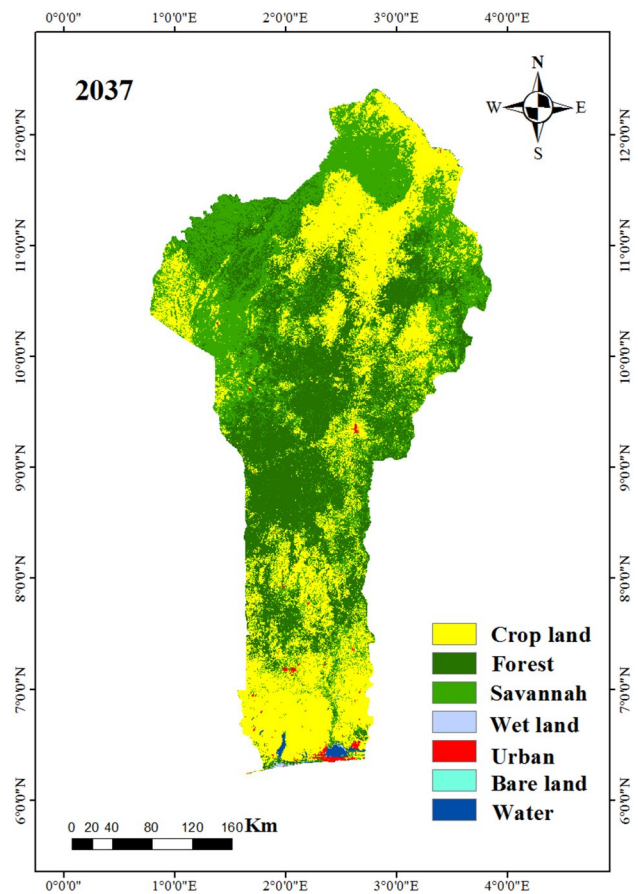 0°0'0" 1°0'0"E 2°0'0"E 3°0'0"E 4°0'0"E
2037
N
W E
S
12°0'0"N 12°0'0"N
11°0'0"N 11°0'0"N
10°0'0"N 10°0'0"N
9°0'0"N 9°0'0"N
8°0'0"N 8°0'0"N
7°0'0"N 7°0'0"N
6°0'0"N 6°0'0"N
Crop land
Forest
Savannah
Wet land
Urban
Bare land
Water
0 20 40 80 120 160 Km
0°0'0" 1°0'0"E 2°0'0"E 3°0'0"E 4°0'0"E